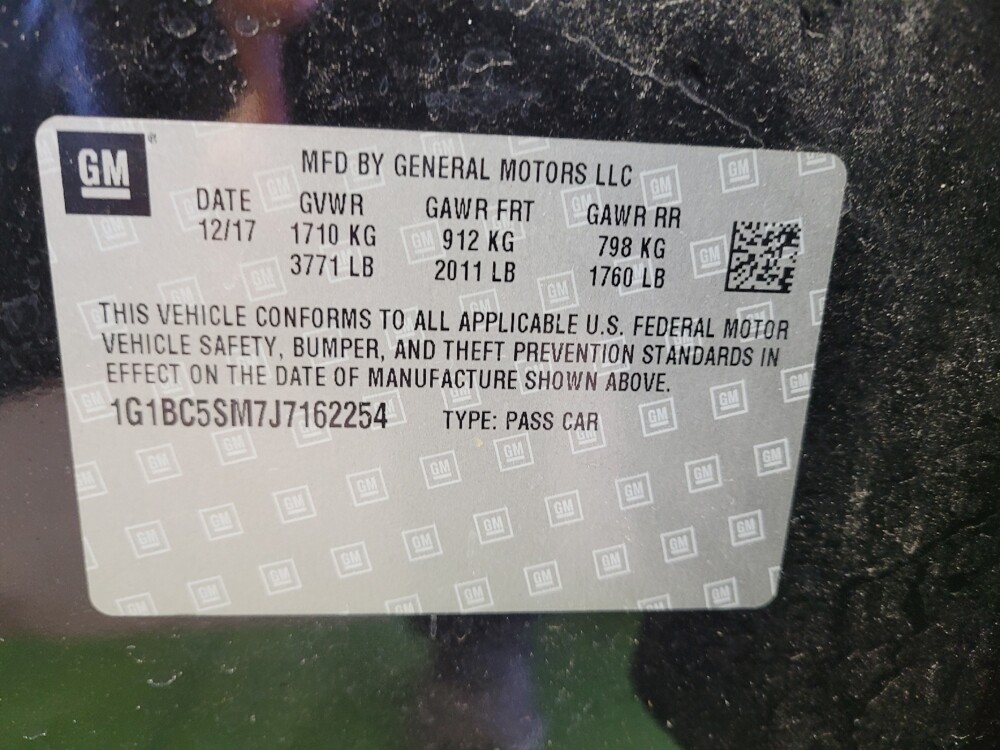 GM
MFD BY GENERAL MOTORS LLC
DATE GVWR GAWR FRT GAWR RR
12/17 1710 KG 912 KG 798 KG
3771 LB 2011 LB 1760 LB
THIS VEHICLE CONFORMS TO ALL APPLICABLE U.S. FEDERAL MOTOR
VEHICLE SAFETY, BUMPER, AND THEFT PREVENTION STANDARDS IN
EFFECT ON THE DATE OF MANUFACTURE SHOWN ABOVE.
1G1BC5SM7J7162254 TYPE: PASS CAR